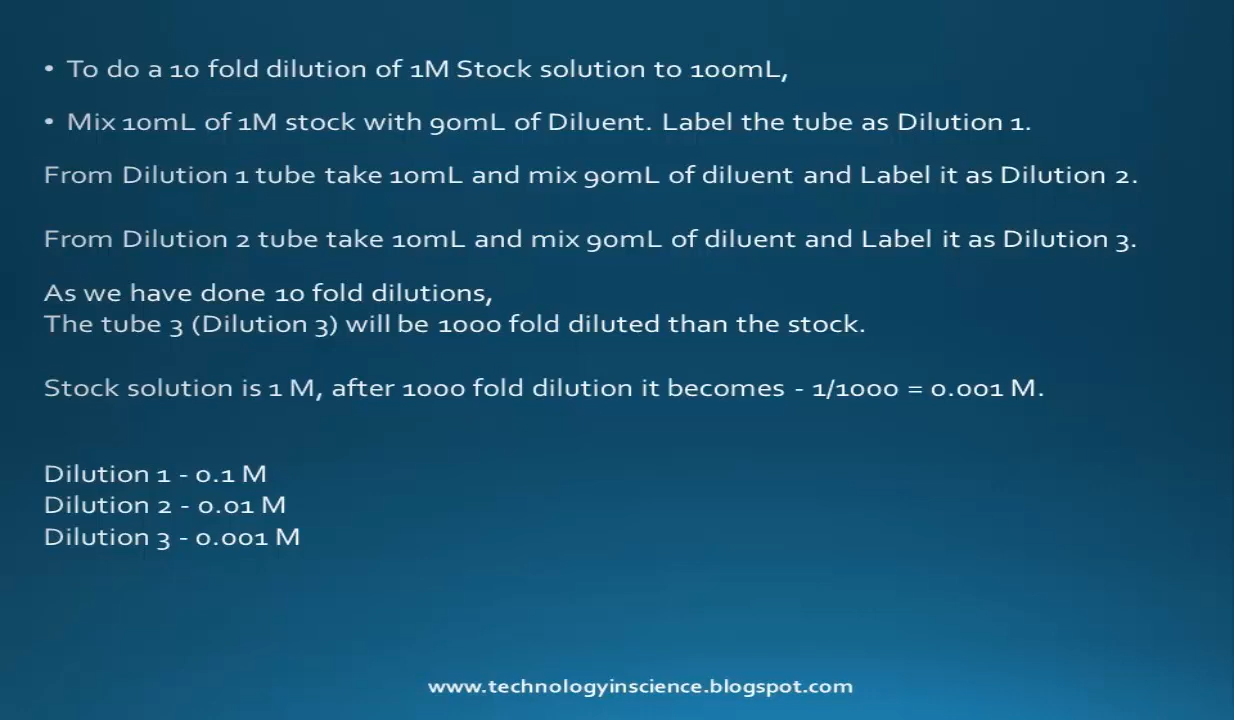 • To do a 10 fold dilution of 1M Stock solution to 100mL,
• Mix 10mL of 1M stock with 90mL of Diluent. Label the tube as Dilution 1.
From Dilution 1 tube take 10mL and mix 90mL of diluent and Label it as Dilution 2.
From Dilution 2 tube take 10mL and mix 90mL of diluent and Label it as Dilution 3.
As we have done 10 fold dilutions,
The tube 3 (Dilution 3) will be 1000 fold diluted than the stock.
Stock solution is 1 M, after 1000 fold dilution it becomes - 1/1000 = 0.001 M.
Dilution 1 - 0.1 M
Dilution 2 - 0.01 M
Dilution 3 - 0.001 M
www.technologyinscience.blogspot.com